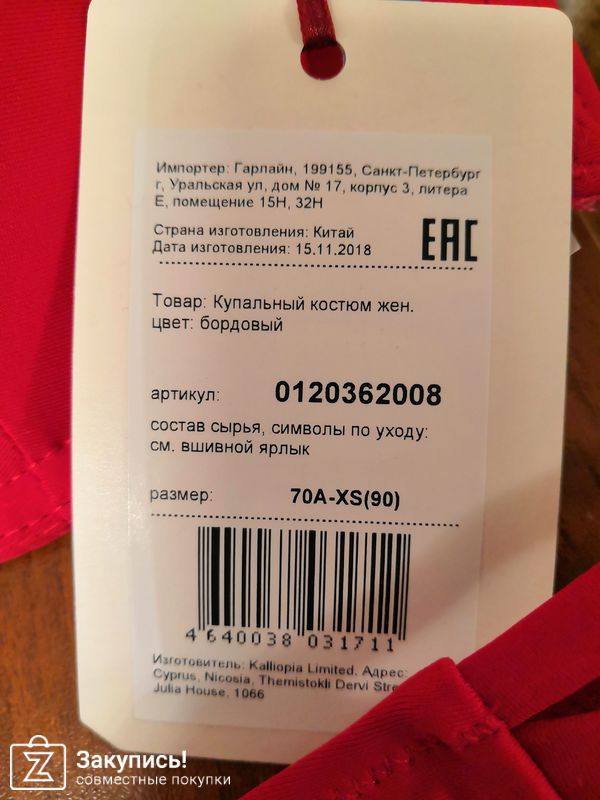 Импортер: Гарлайн, 199155, Санкт-Петербург
г, Уральская ул, дом № 17, корпус 3, литера
Е, помещение 15Н, 32Н
Страна изготовления: Китай
Дата изготовления: 15.11.2018
EAC
Товар: Купальный костюм жен.
цвет: бордовый
артикул: 0120362008
состав сырья, символы по уходу:
см. вшивной ярлык
размер: 70A-XS(90)
4 640038 031711
Изготовитель: Kalliopia Limited. Адрес:
Cyprus, Nicosia, Themistokli Dervi
Julia House, 1066
Закупись!
совместные покупки